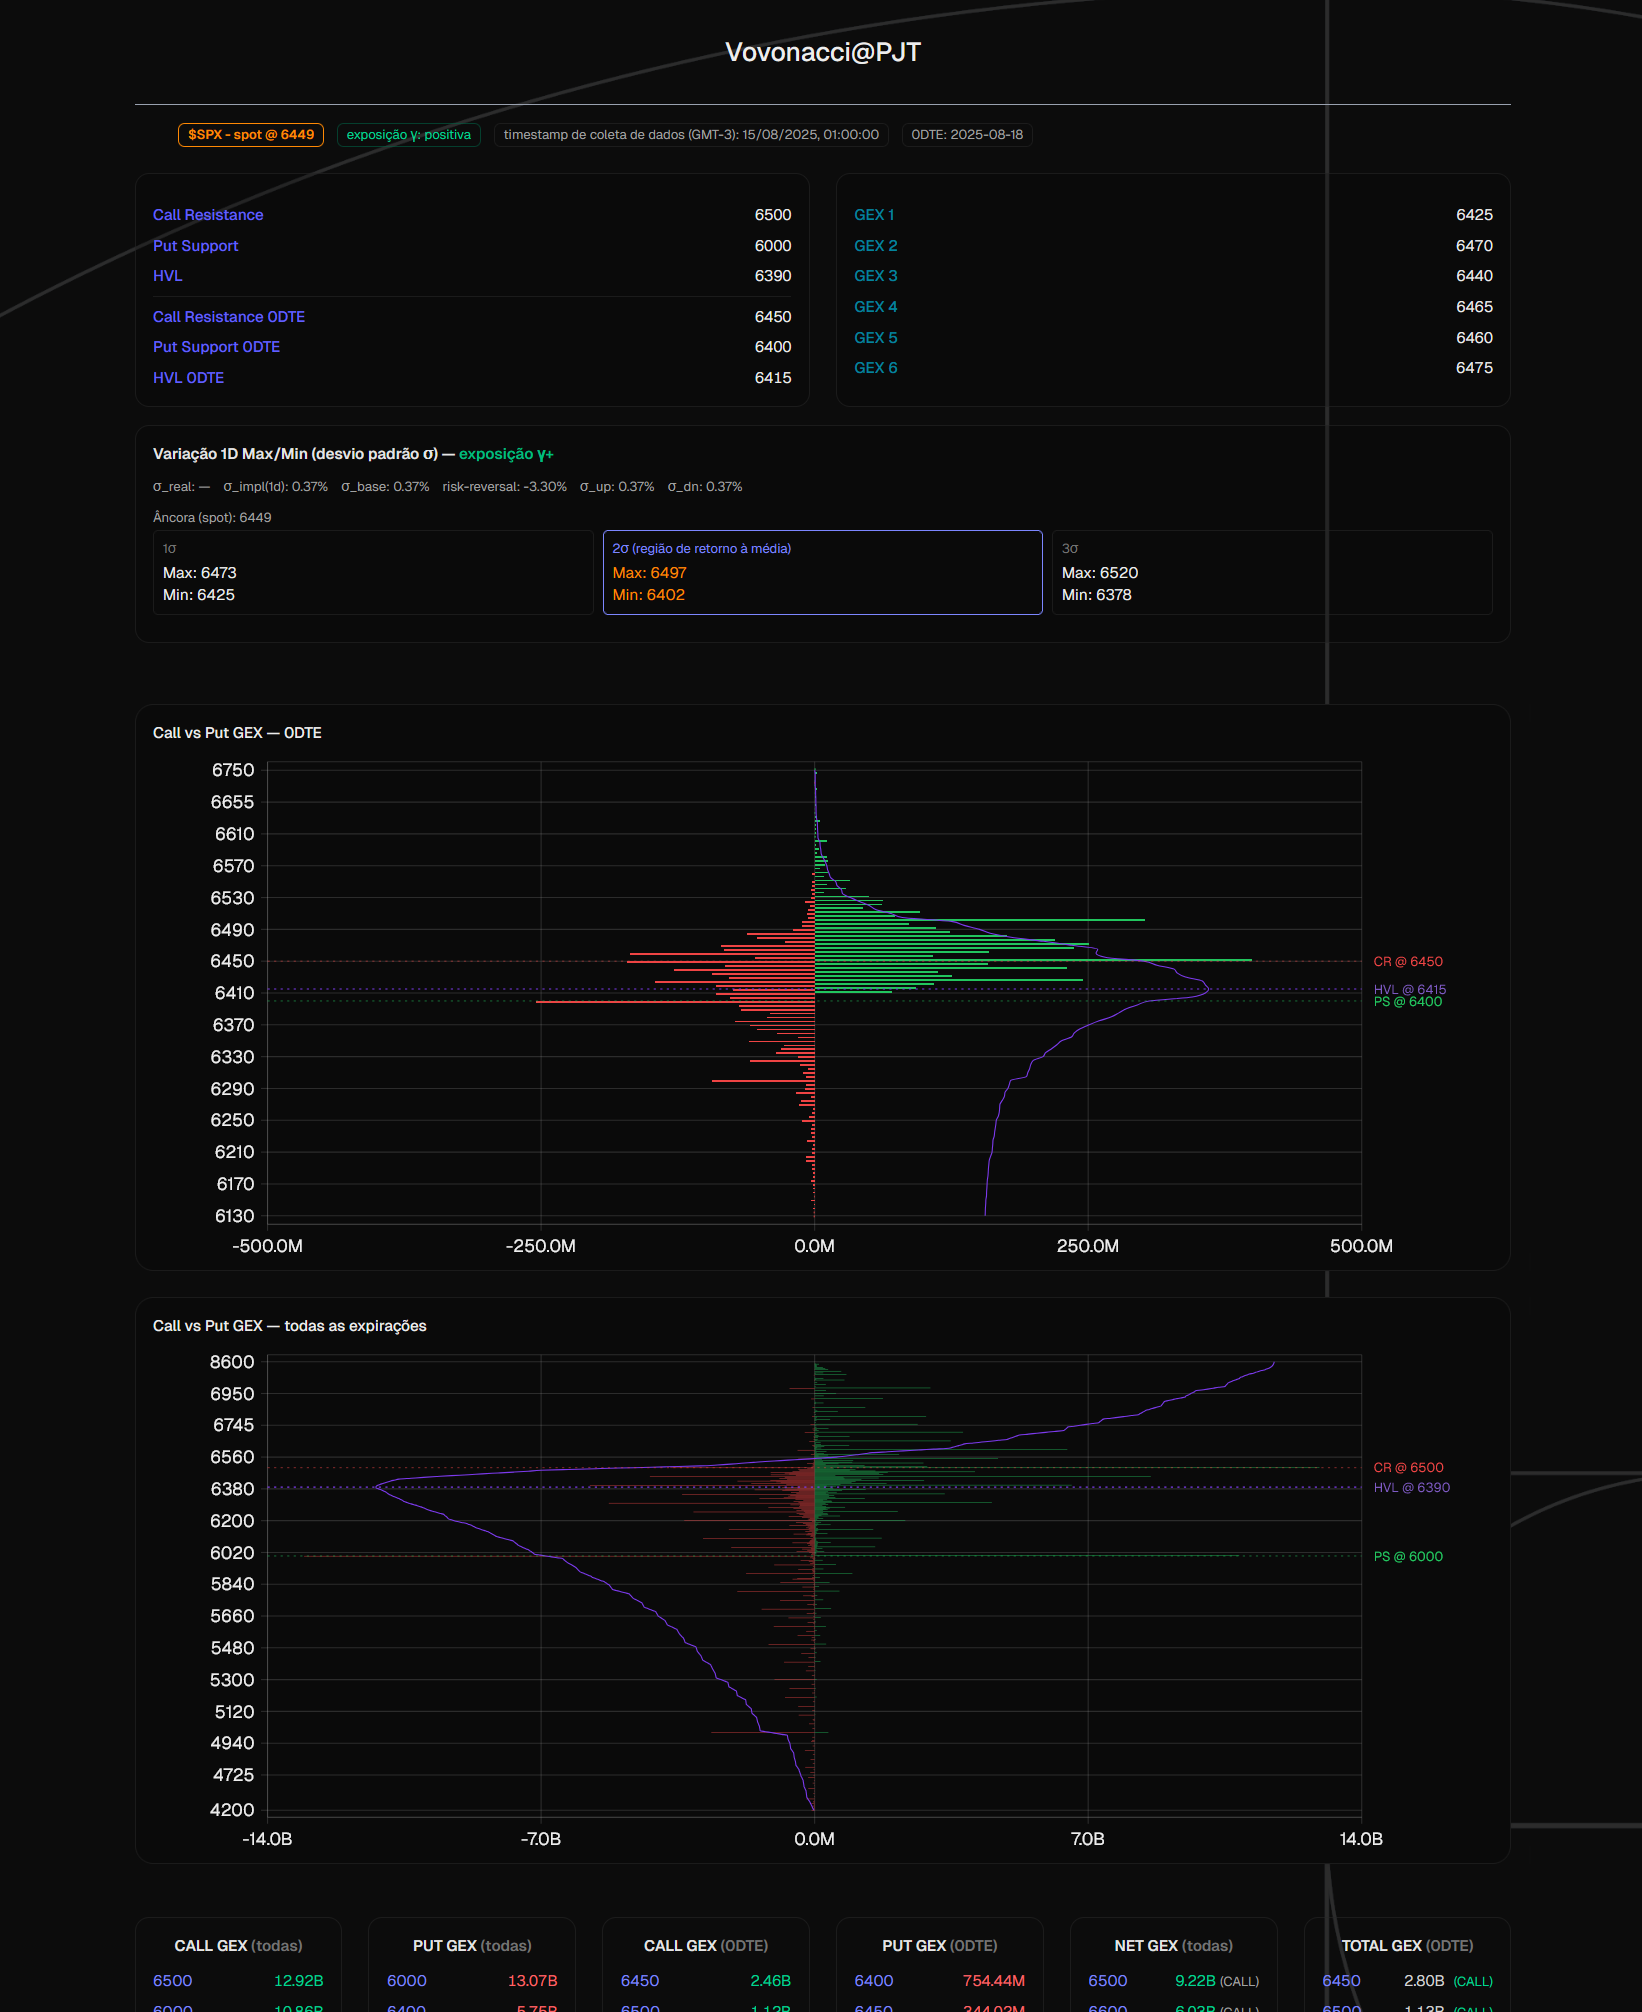 Vovonacci@PJT
$SPX - spot @ 6449 exposição γ: positiva timestamp de coleta de dados (GMT-3): 15/08/2025, 01:00:00 0DTE: 2025-08-18
Call Resistance 6500
Put Support 6000
HVL 6390
Call Resistance 0DTE 6450
Put Support 0DTE 6400
HVL 0DTE 6415
GEX 1 6425
GEX 2 6470
GEX 3 6440
GEX 4 6465
GEX 5 6460
GEX 6 6475
Variação 1D Max/Min (desvio padrão σ) — exposição γ+
σ_real: — σ_impl(1d): 0.37% σ_base: 0.37% risk-reversal: -3.30% σ_up: 0.37% σ_dn: 0.37%
Âncora (spot): 6449
1σ
Max: 6473
Min: 6425
2σ (região de retorno à média)
Max: 6497
Min: 6402
3σ
Max: 6520
Min: 6378
Call vs Put GEX — 0DTE
6750
6655
6610
6570
6530
6490
6450
6410
6370
6330
6290
6250
6210
6170
6130
CR @ 6450
HVL @ 6415
PS @ 6400
-500.0M -250.0M 0.0M 250.0M 500.0M
Call vs Put GEX — todas as expirações
8600
6950
6745
6560
6380
6200
6020
5840
5660
5480
5300
5120
4940
4725
4200
CR @ 6500
HVL @ 6390
PS @ 6000
-14.0B -7.0B 0.0M 7.0B 14.0B
CALL GEX (todas)
6500 12.92B
6000 10.86B
PUT GEX (todas)
6000 13.07B
6400 5.75B
CALL GEX (0DTE)
6450 2.46B
6500 1.12B
PUT GEX (0DTE)
6400 754.44M
6450 344.02M
NET GEX (todas)
6500 9.22B (CALL)
6600 6.03B (CALL)
TOTAL GEX (0DTE)
6450 2.80B (CALL)
6500 1.13B (CALL)